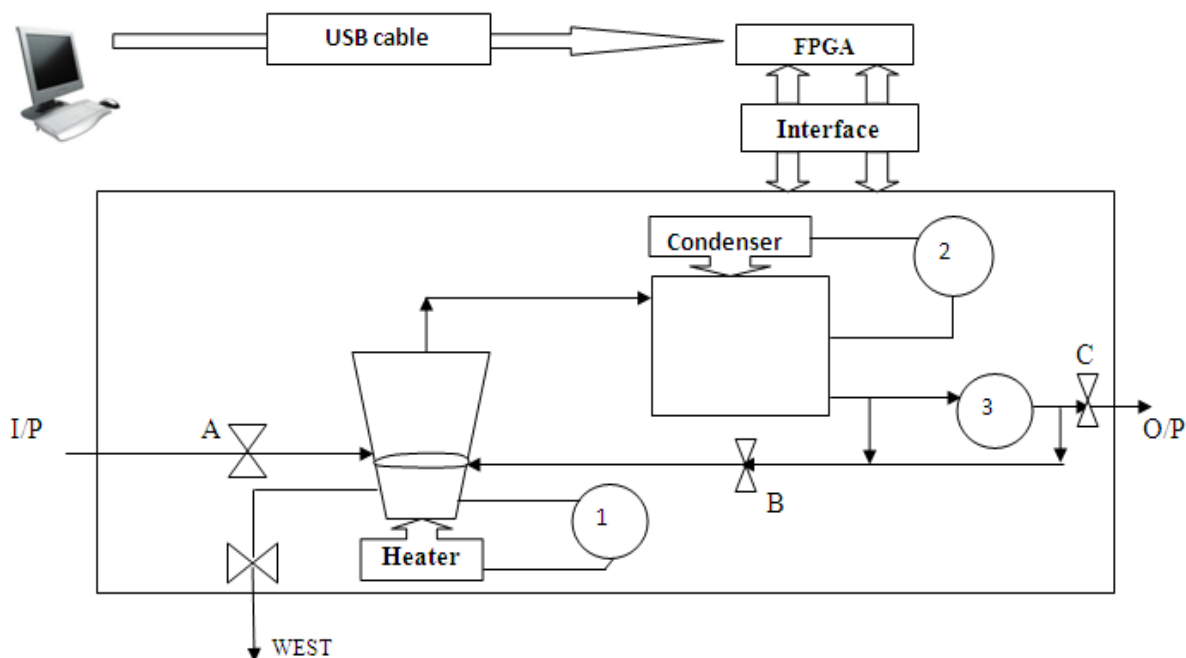 USB cable
FPGA
Interface
Condenser
2
C
3
I/P
A
O/P
B
1
Heater
WEST